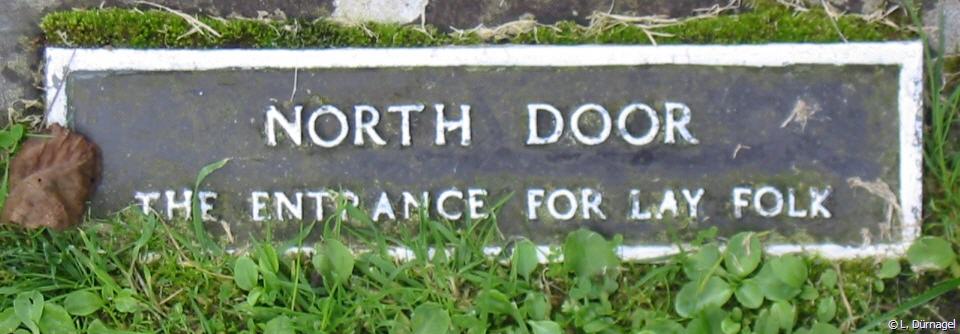 NORTH DOOR
THE ENTRANCE FOR LAY FOLK
© L. Dürnagel